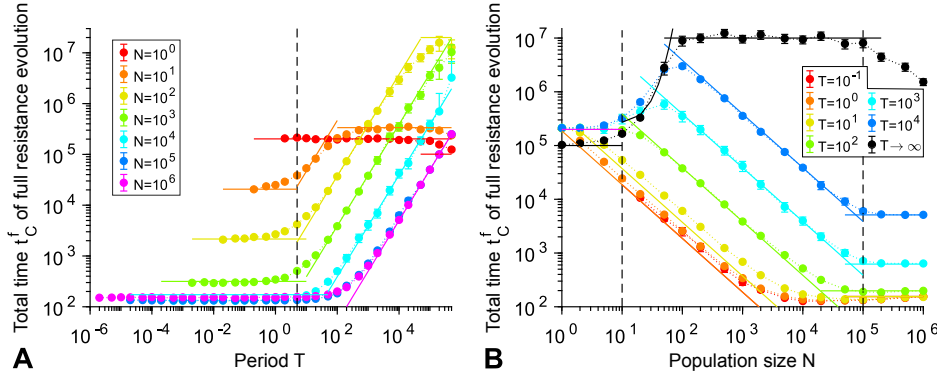 Total time t_C^f of full resistance evolution
10^7
10^6
10^5
10^4
10^3
10^2
N=10^0
N=10^1
N=10^2
N=10^3
N=10^4
N=10^5
N=10^6
10^-6
10^-4
10^-2
10^0
10^2
10^4
Period T
A
Total time t_C^f of full resistance evolution
10^7
10^6
10^5
10^4
10^3
10^2
T=10^-1
T=10^0
T=10^1
T=10^2
T=10^3
T=10^4
T→∞
10^0
10^1
10^2
10^3
10^4
10^5
10^6
Population size N
B